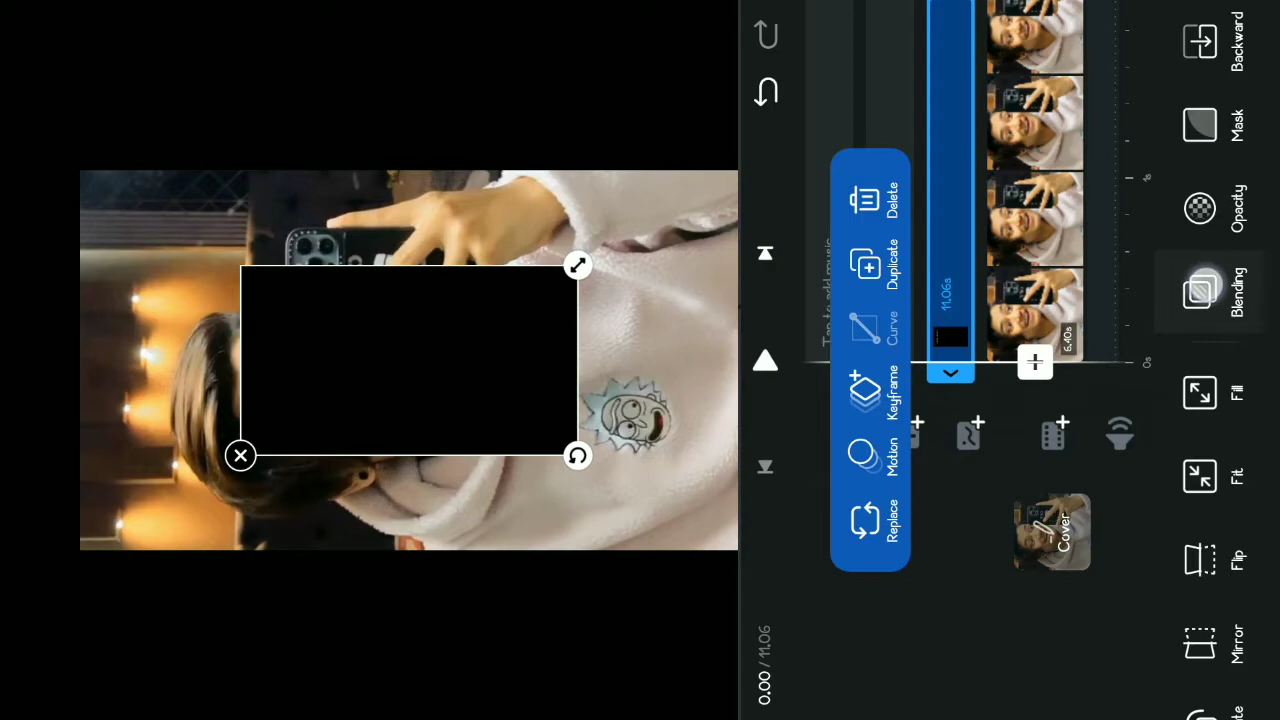 0.00 / 11.06
Replace
Motion
Keyframe
Curve
Duplicate
Delete
11.06s
Cover
6.40s
0s
1s
Mirror
Flip
Fit
Fill
Blending
Opacity
Mask
Backward